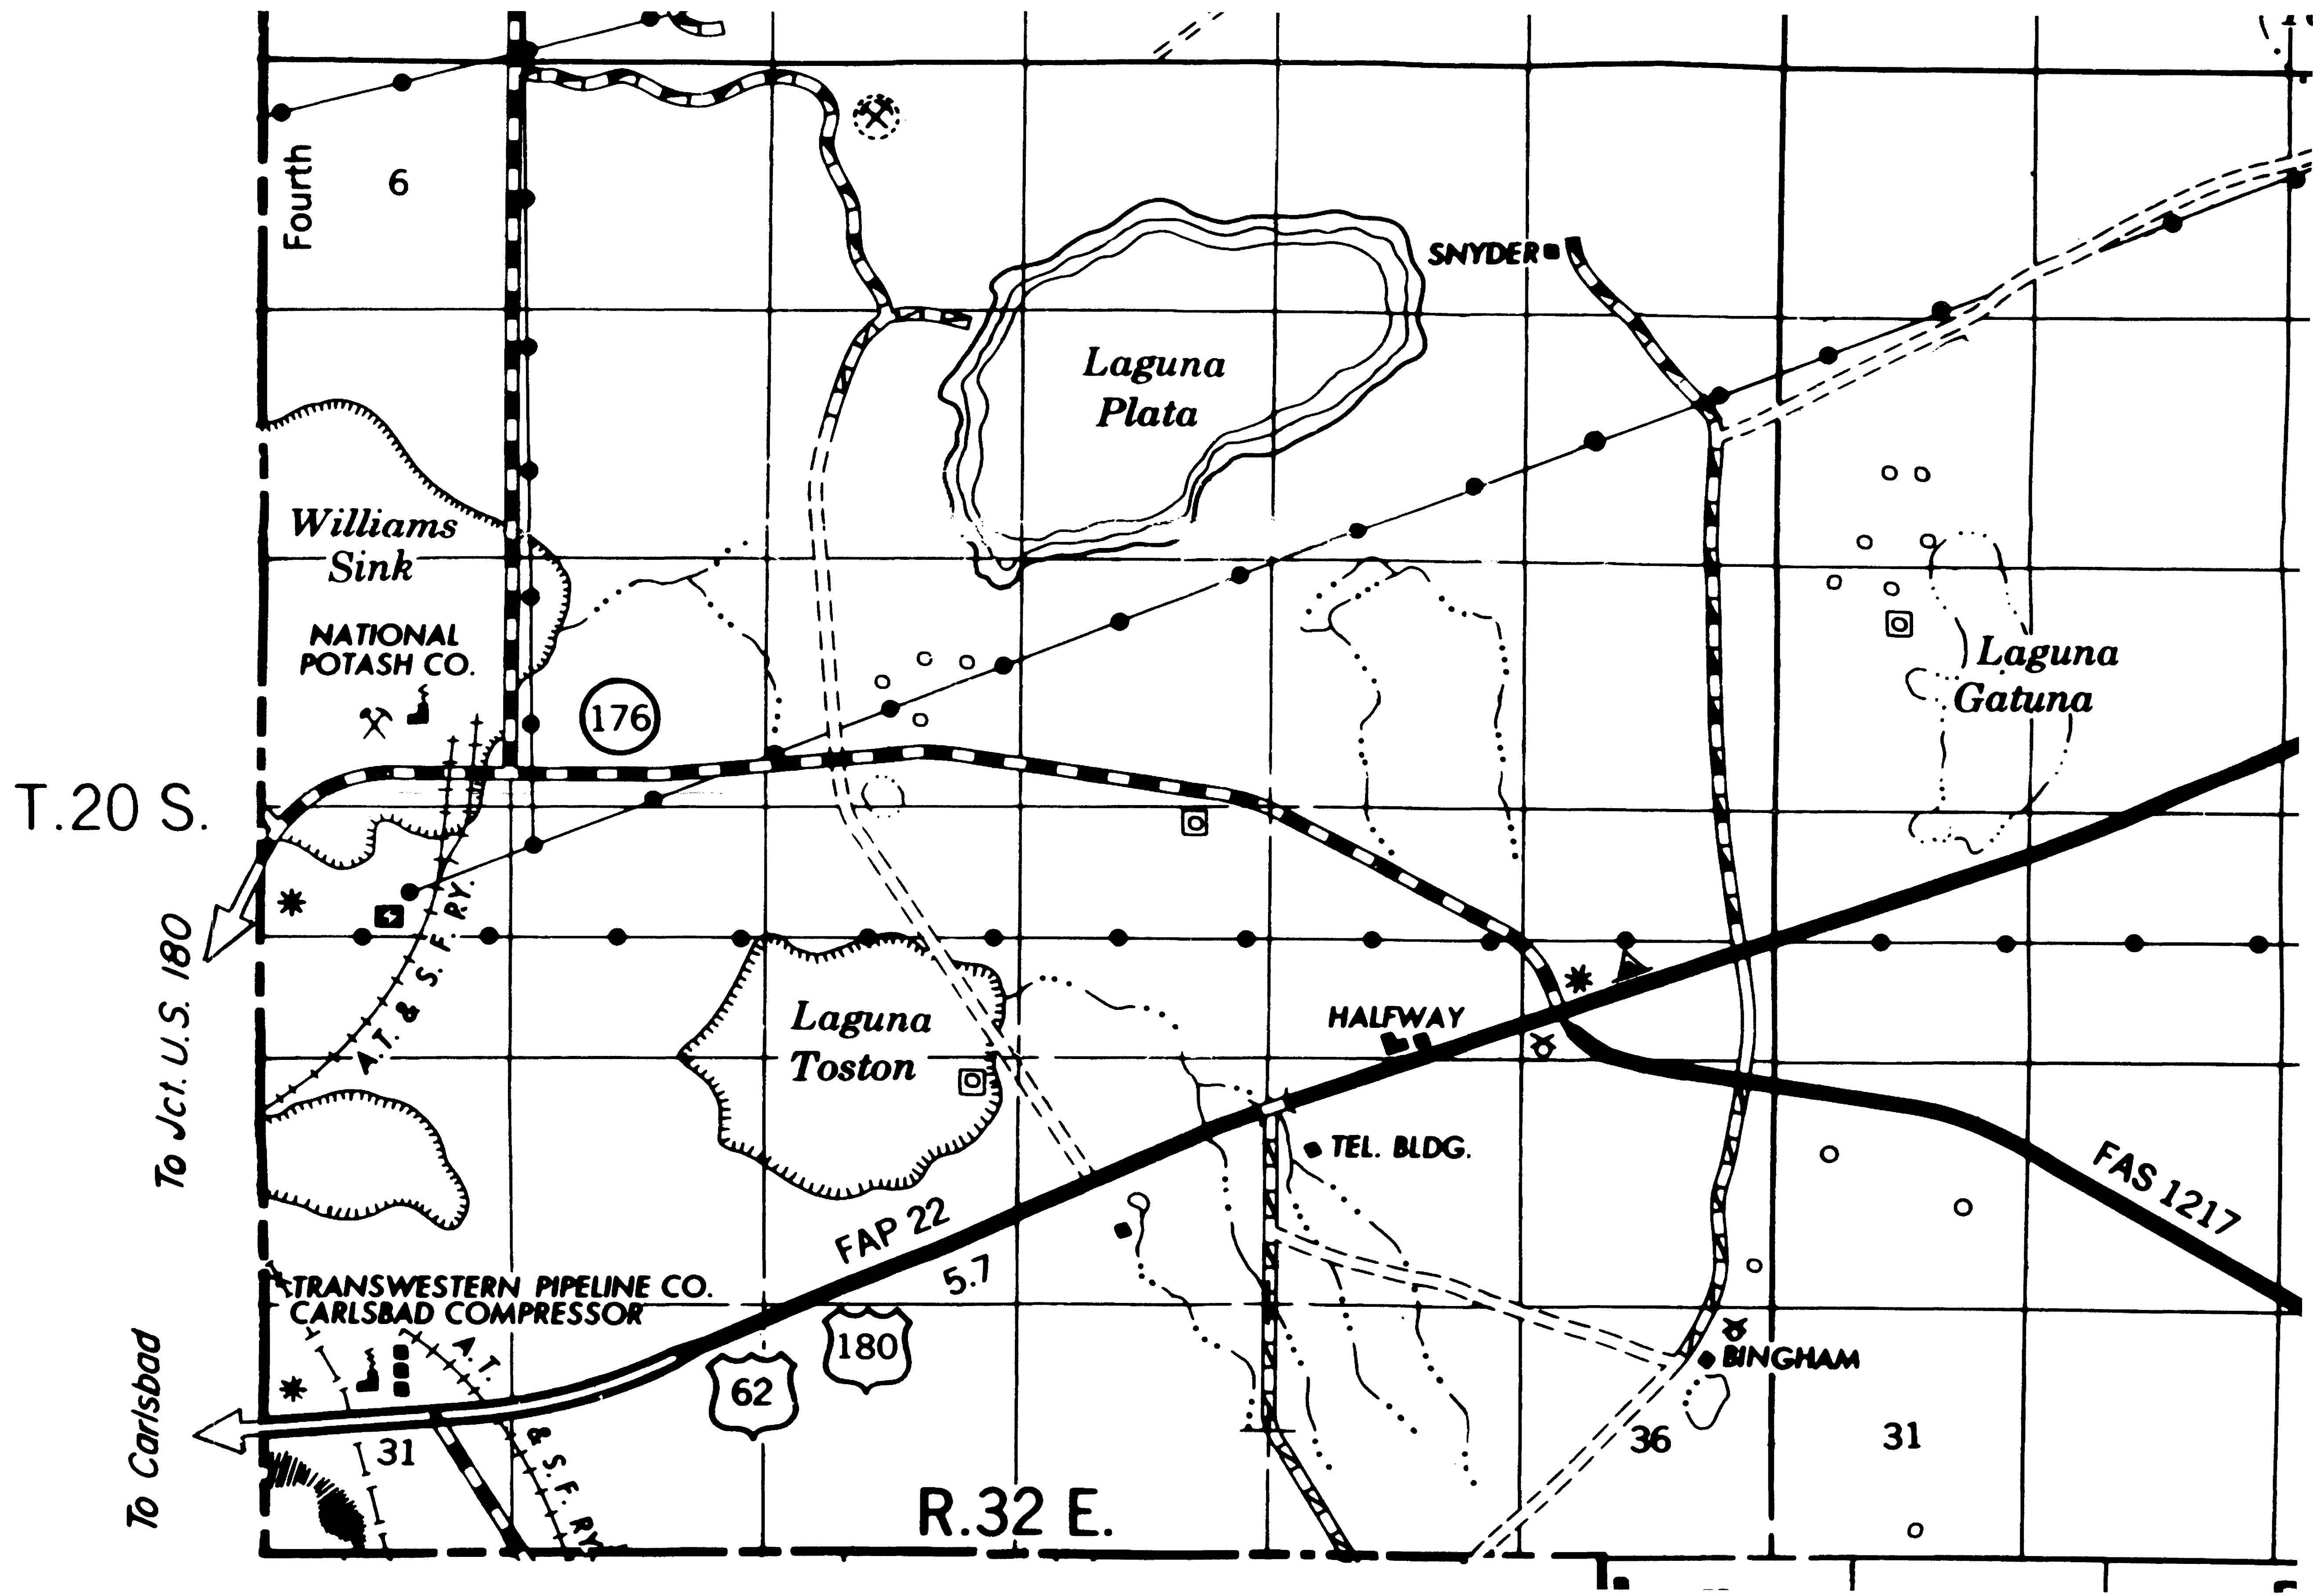 Fourth
6
SNYDER
Laguna
Plata
Williams
Sink
NATIONAL
POTASH CO.
176
Laguna
Gatuna
T.20 S.
A.T. & S. F. RY.
To Jct. U.S. 180
Laguna
Toston
HALFWAY
TEL. BLDG.
FAP 22
5.7
FAS 1217
TRANSWESTERN PIPELINE CO.
CARLSBAD COMPRESSOR
180
62
A.T.
& S. F. RY.
BINGHAM
To Carlsbad
31
36
31
R.32 E.